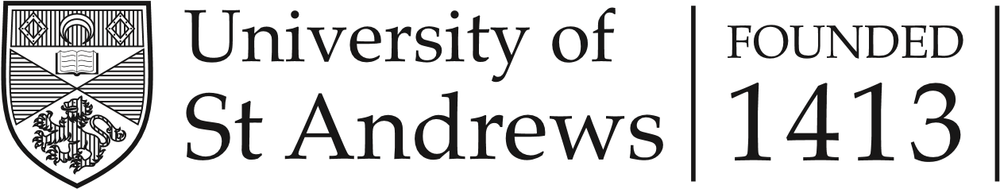 University of
St Andrews
FOUNDED
1413